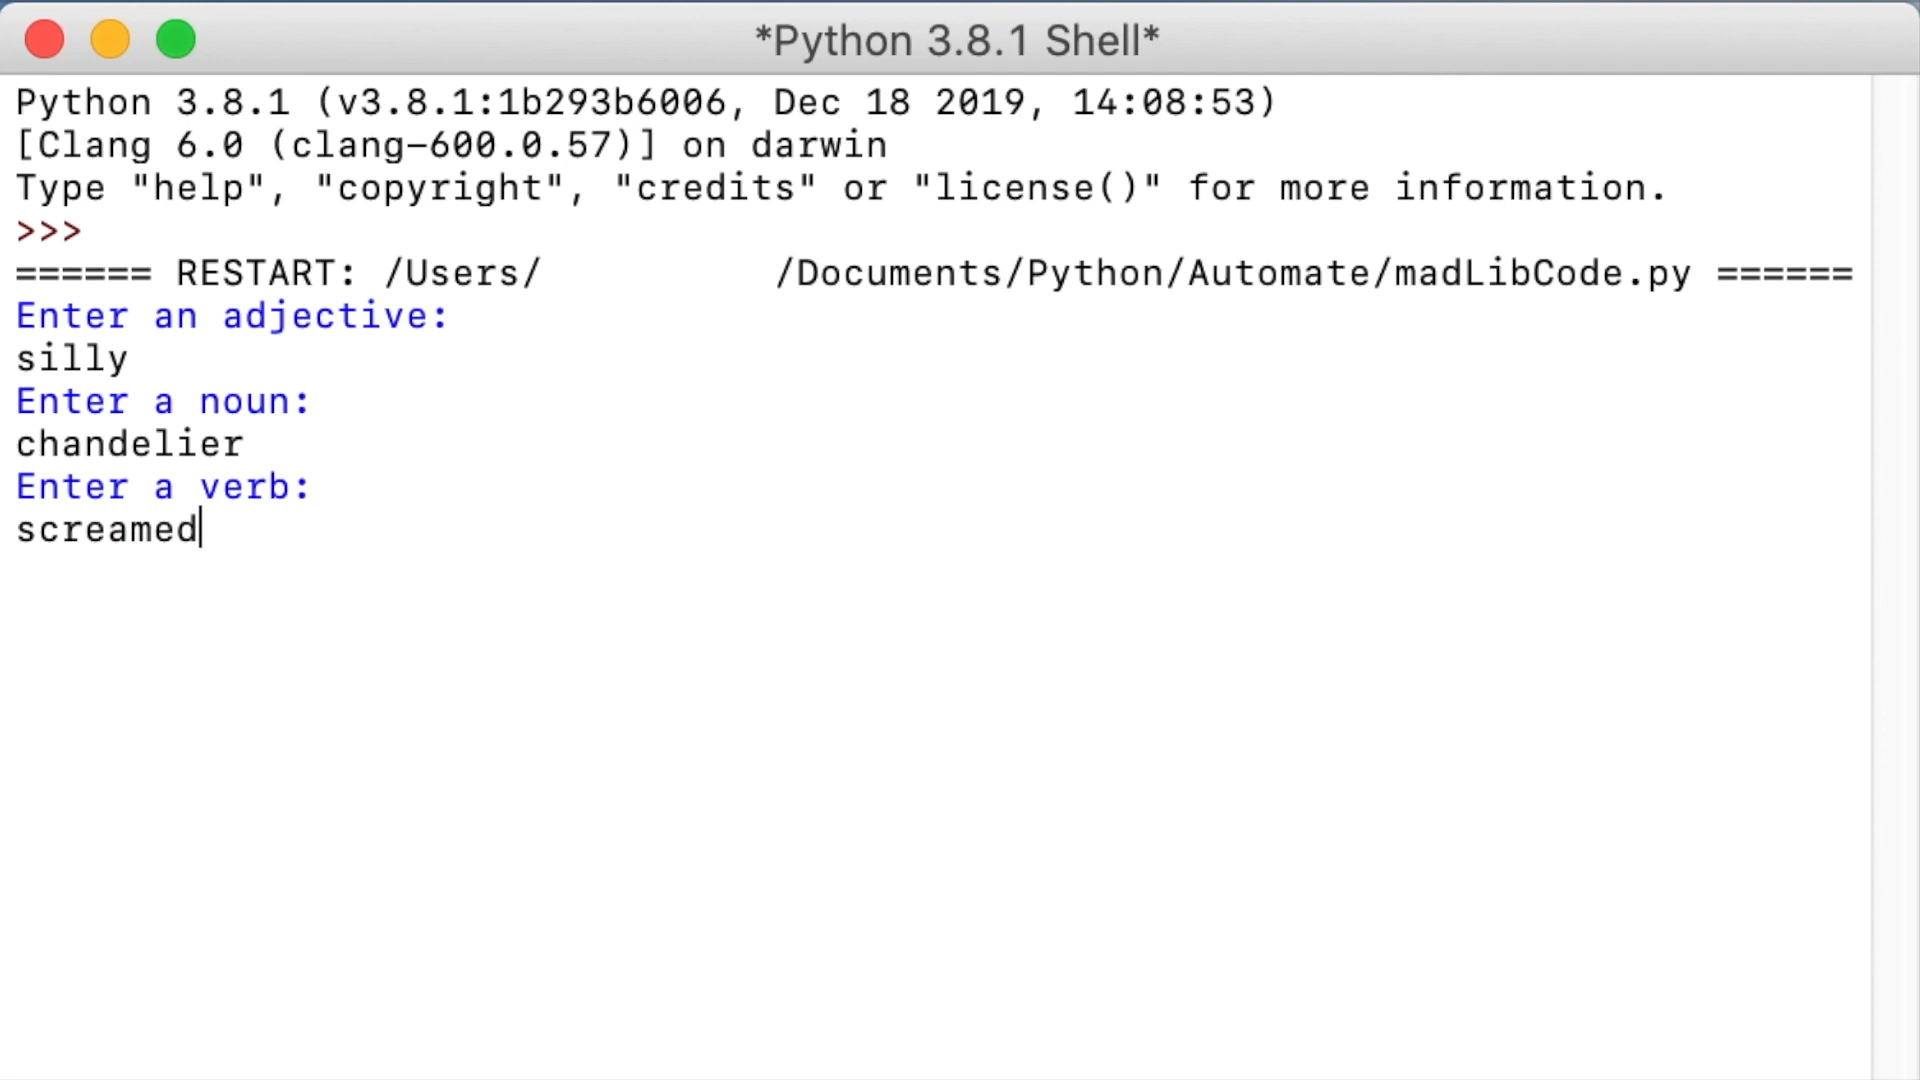 *Python 3.8.1 Shell*
Python 3.8.1 (v3.8.1:1b293b6006, Dec 18 2019, 14:08:53)
[Clang 6.0 (clang-600.0.57)] on darwin
Type "help", "copyright", "credits" or "license()" for more information.
>>>
====== RESTART: /Users/          /Documents/Python/Automate/madLibCode.py ======
Enter an adjective:
silly
Enter a noun:
chandelier
Enter a verb:
screamed